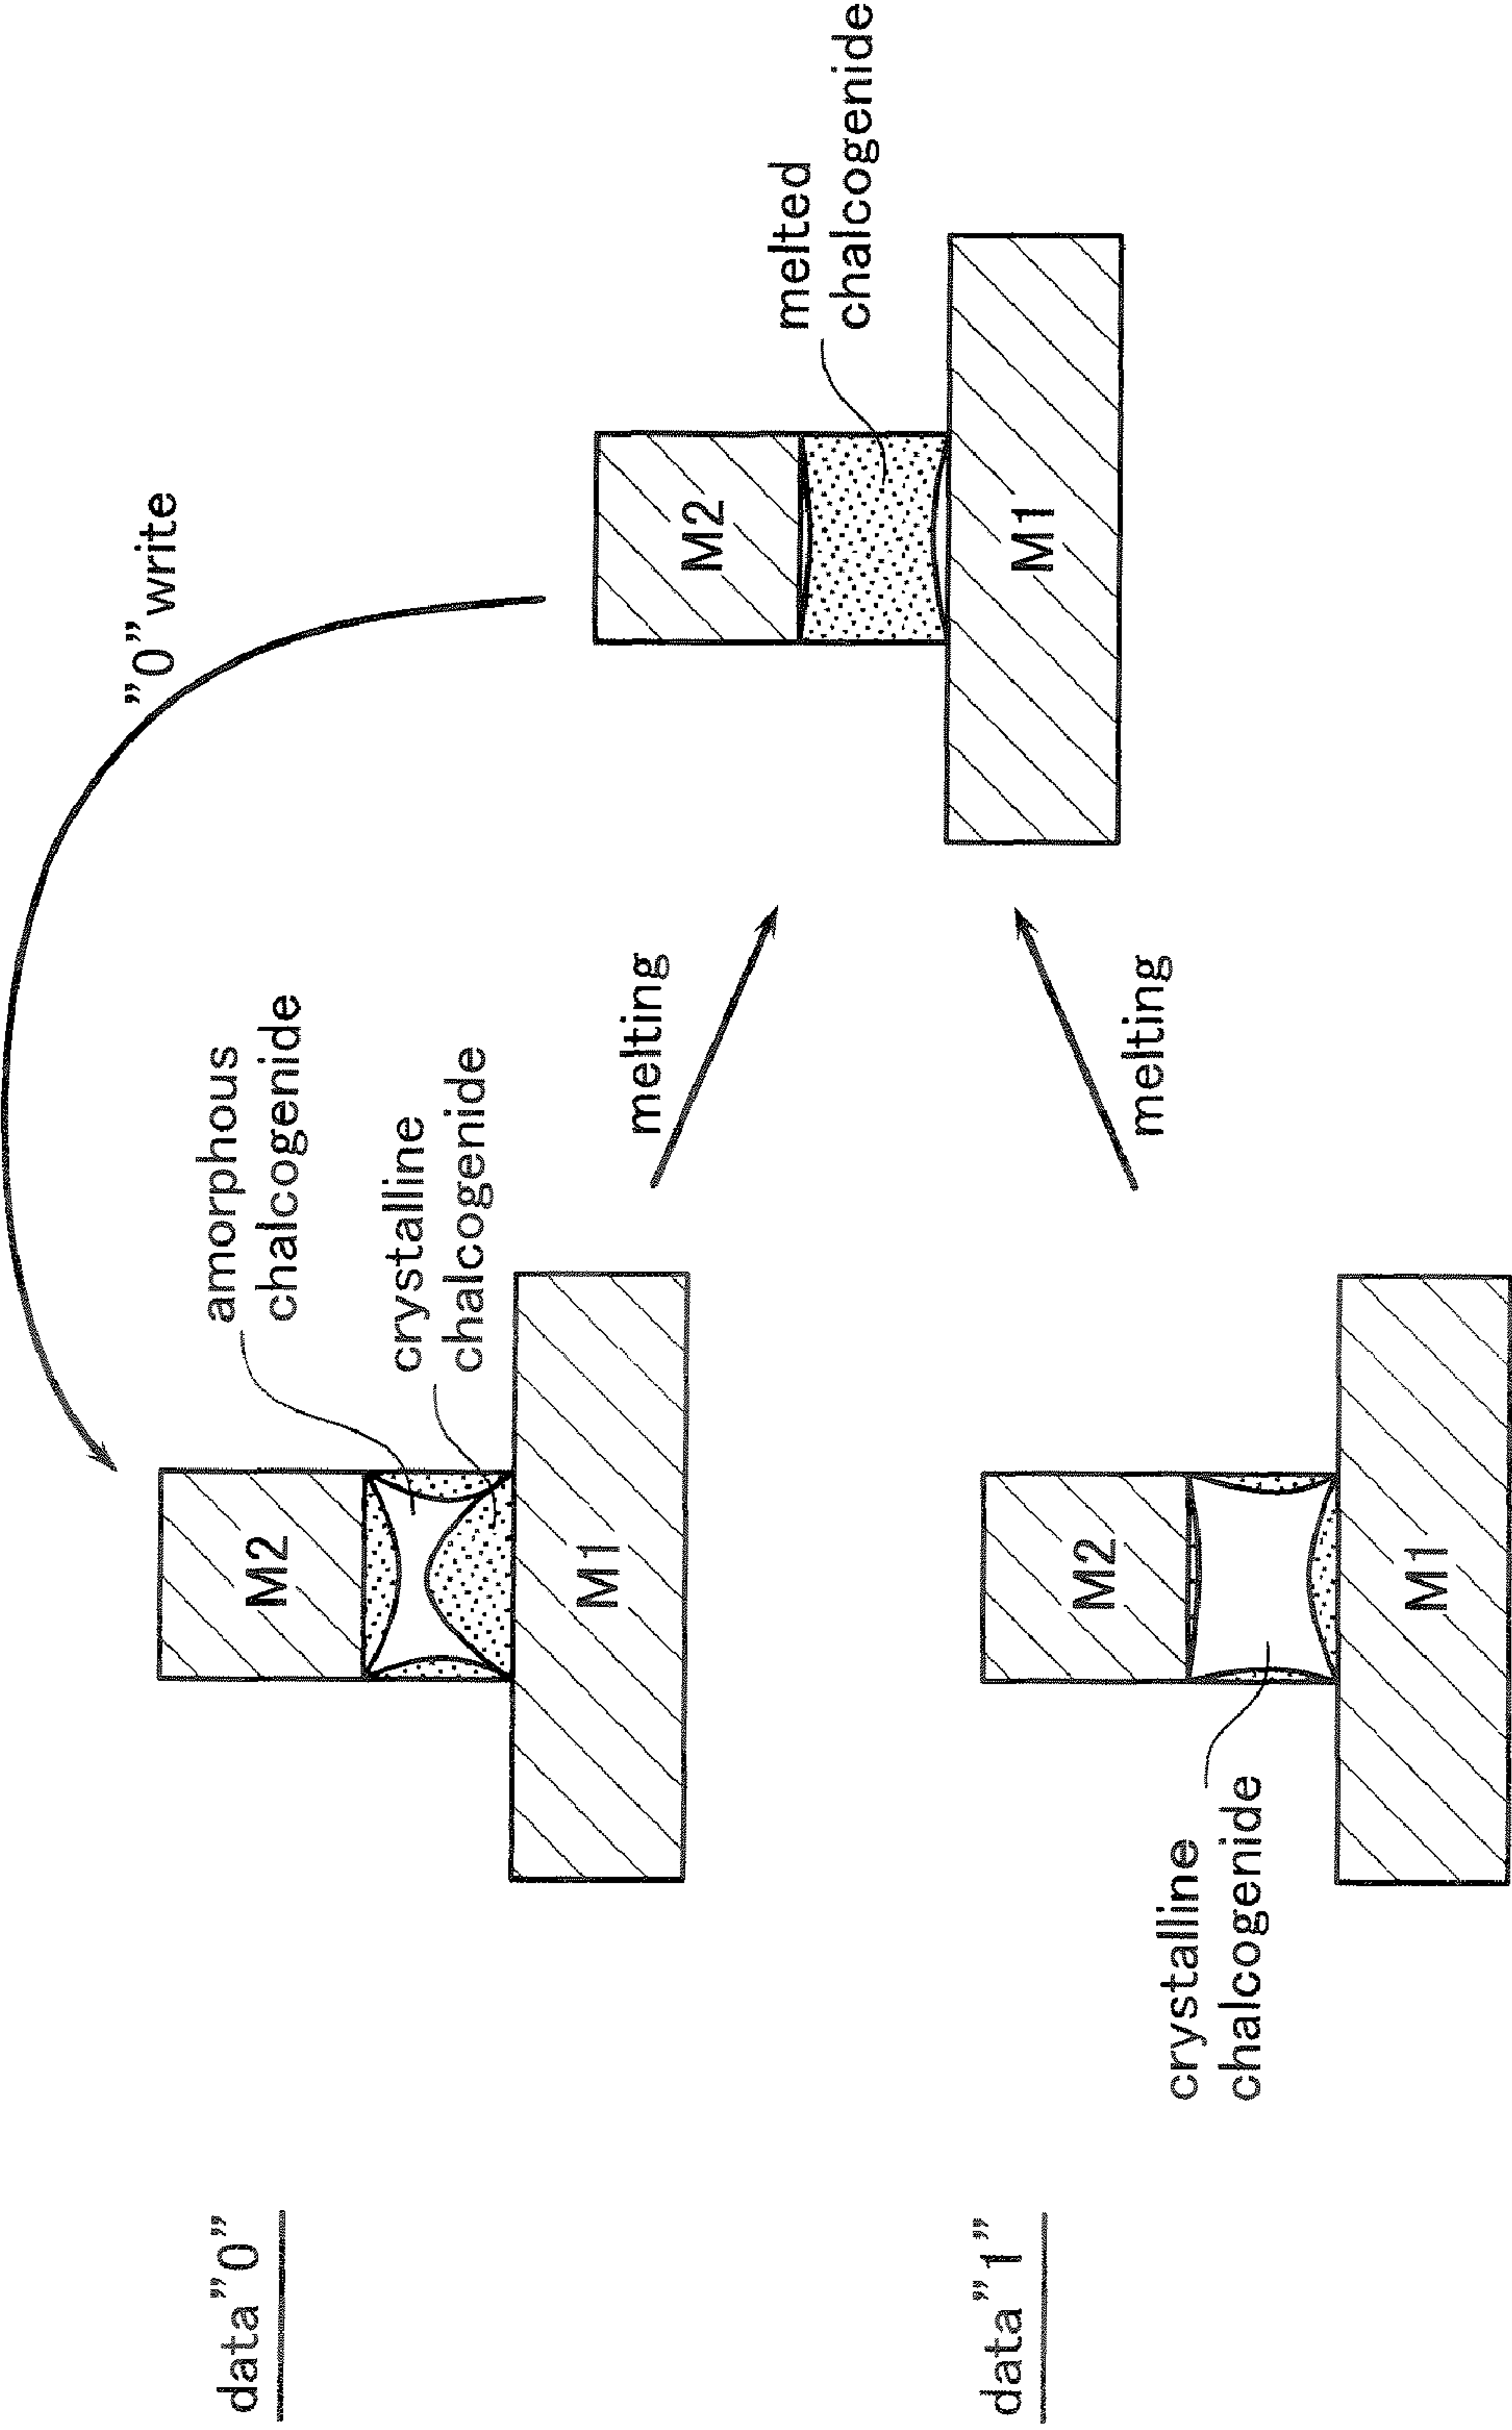 data”0”
M2
M1
amorphous
chalcogenide
crystalline
chalcogenide
”0”write
melting
M2
M1
melted
chalcogenide
data”1”
crystalline
chalcogenide
M2
M1
melting